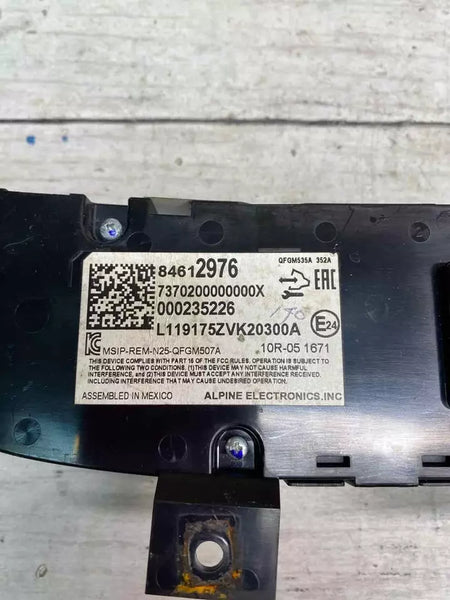 QFGM535A 352A
84612976
7370200000000X
000235226
170
L119175ZVK20300A
EAC
E24
MSIP-REM-N25-QFGM507A
10R-05 1671
THIS DEVICE COMPLIES WITH PART 15 OF THE FCC RULES. OPERATION IS SUBJECT TO
THE FOLLOWING TWO CONDITIONS. (1)THIS DEVICE MAY NOT CAUSE HARMFUL
INTERFERENCE, and (2)THIS DEVICE MUST ACCEPT ANY INTERFERENCE RECEIVED,
INCLUDING INTERFERENCE THAT MAY CAUSE UNDESIRED OPERATION.
ASSEMBLED IN MEXICO
ALPINE ELECTRONICS,INC